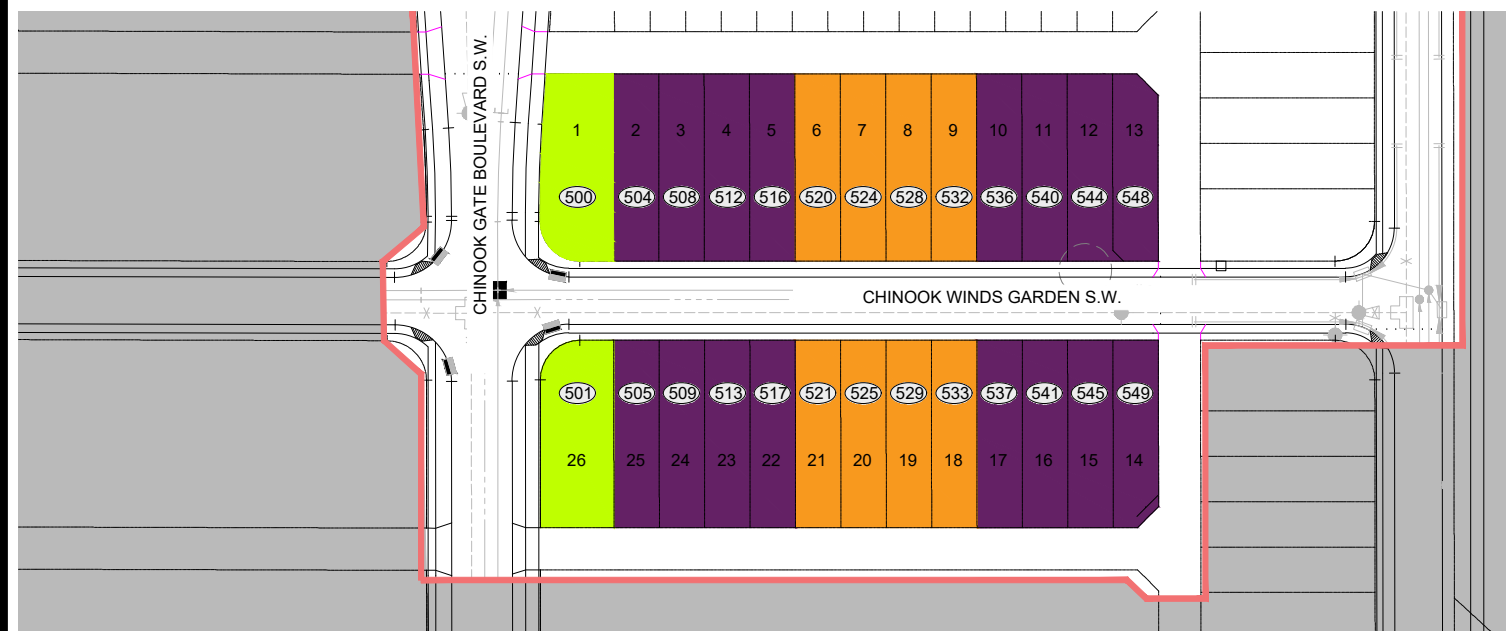 CHINOOK GATE BOULEVARD S.W.
1 2 3 4 5 6 7 8 9 10 11 12 13
500 504 508 512 516 520 524 528 532 536 540 544 548
CHINOOK WINDS GARDEN S.W.
501 505 509 513 517 521 525 529 533 537 541 545 549
26 25 24 23 22 21 20 19 18 17 16 15 14